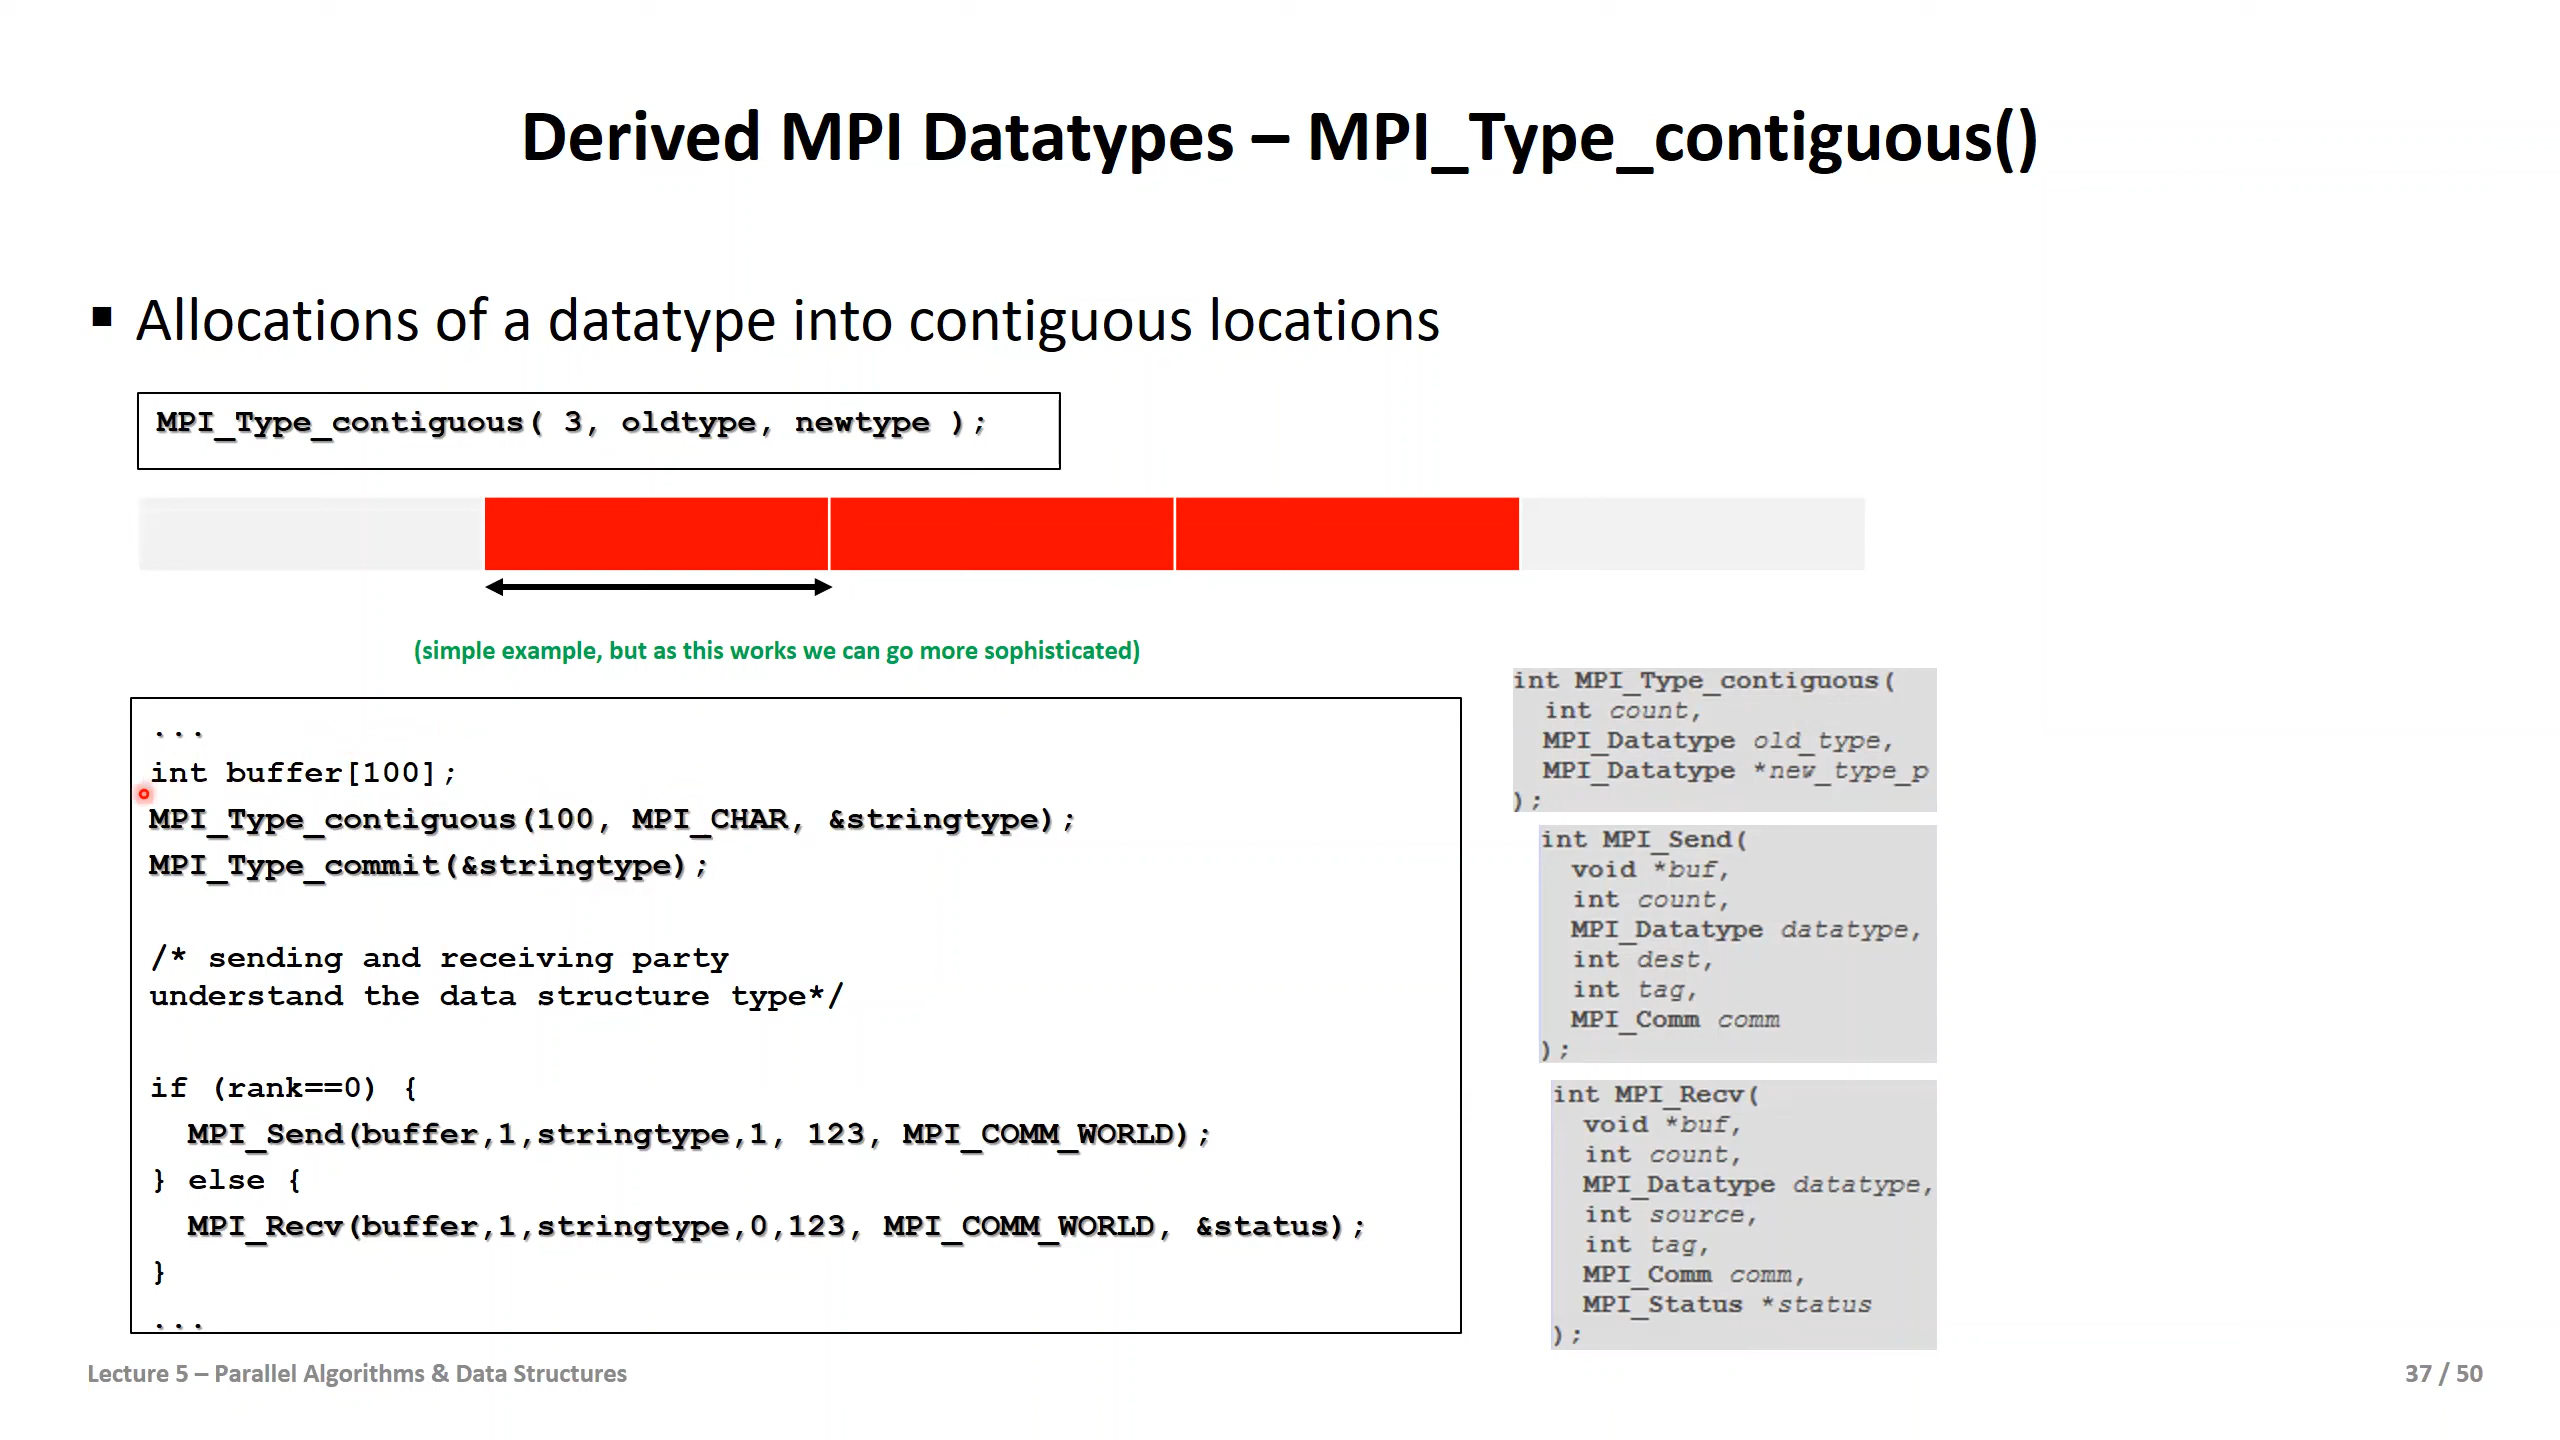 Derived MPI Datatypes – MPI_Type_contiguous()
▪ Allocations of a datatype into contiguous locations
MPI_Type_contiguous( 3, oldtype, newtype );
(simple example, but as this works we can go more sophisticated)
...
int buffer[100];
MPI_Type_contiguous(100, MPI_CHAR, &stringtype);
MPI_Type_commit(&stringtype);
/* sending and receiving party
understand the data structure type*/
if (rank==0) {
MPI_Send(buffer,1,stringtype,1, 123, MPI_COMM_WORLD);
} else {
MPI_Recv(buffer,1,stringtype,0,123, MPI_COMM_WORLD, &status);
}
...
int MPI_Type_contiguous(
int count,
MPI_Datatype old_type,
MPI_Datatype *new_type_p
);
int MPI_Send(
void *buf,
int count,
MPI_Datatype datatype,
int dest,
int tag,
MPI_Comm comm
);
int MPI_Recv(
void *buf,
int count,
MPI_Datatype datatype,
int source,
int tag,
MPI_Comm comm,
MPI_Status *status
);
Lecture 5 – Parallel Algorithms & Data Structures
37 / 50